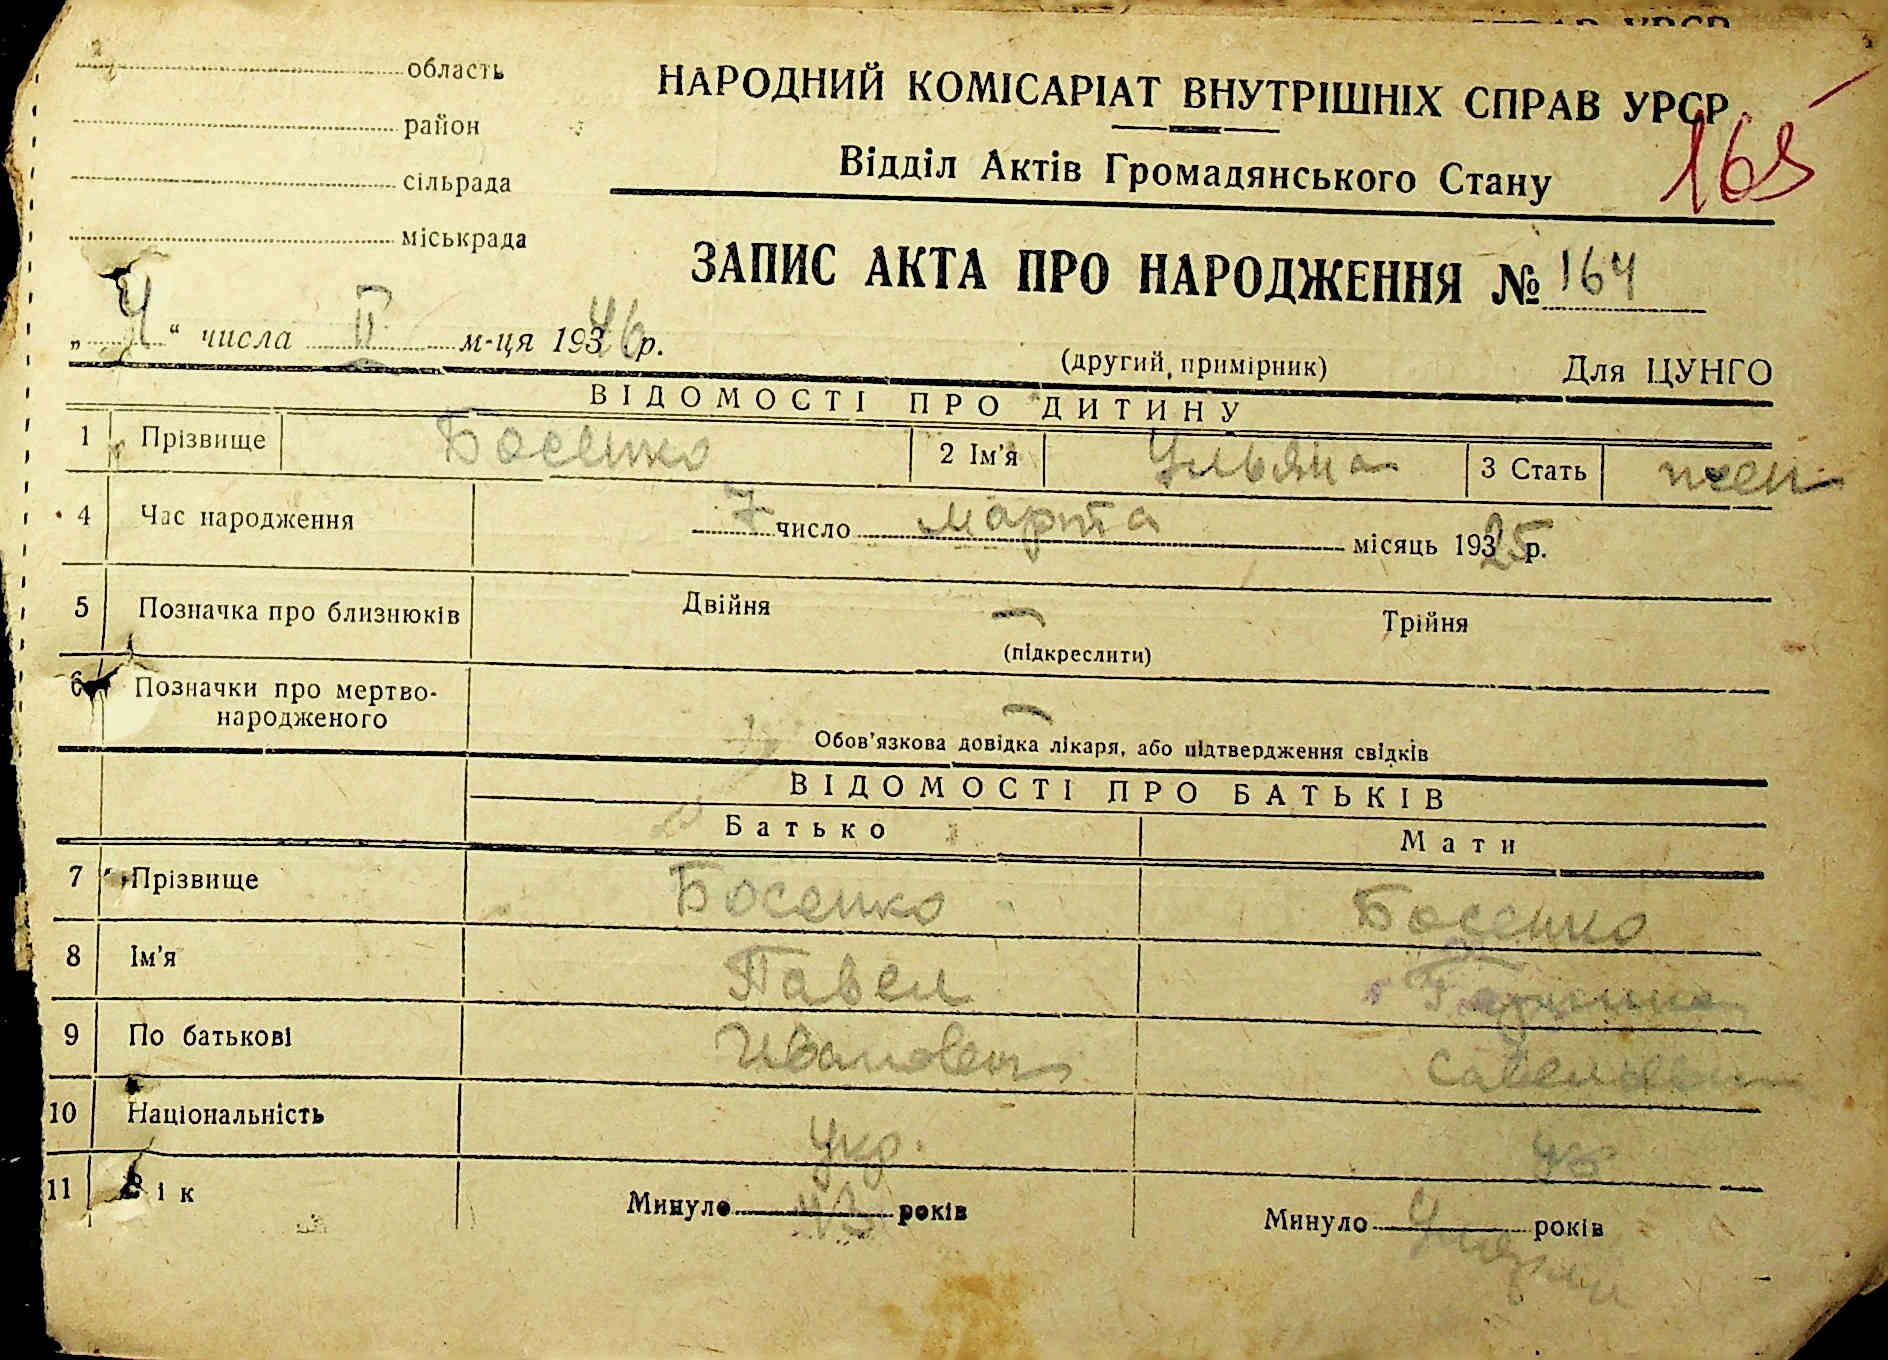 область
район
сільрада
міськрада
НАРОДНИЙ КОМІСАРІАТ ВНУТРІШНІХ СПРАВ УРСР
165
Відділ Актів Громадянського Стану
ЗАПИС АКТА ПРО НАРОДЖЕННЯ № 164
„4“ числа II м-ця 1946 р.
(другий, примірник) Для ЦУНГО
ВІДОМОСТІ ПРО ДИТИНУ
1 Прізвище Босенко 2 Ім'я Ульяна 3 Стать жен
4 Час народження 7 число марта місяць 1925 р.
5 Позначка про близнюків Двійня — Трійня
(підкреслити)
6 Позначки про мертво-
народженого —
Обов'язкова довідка лікаря, або підтвердження свідків
ВІДОМОСТІ ПРО БАТЬКІВ
Батько Мати
7 Прізвище Босенко Босенко
8 Ім'я Павел
9 По батькові Иванович
10 Національність Укр. Ук
11 Вік Минуло 43 років Минуло років